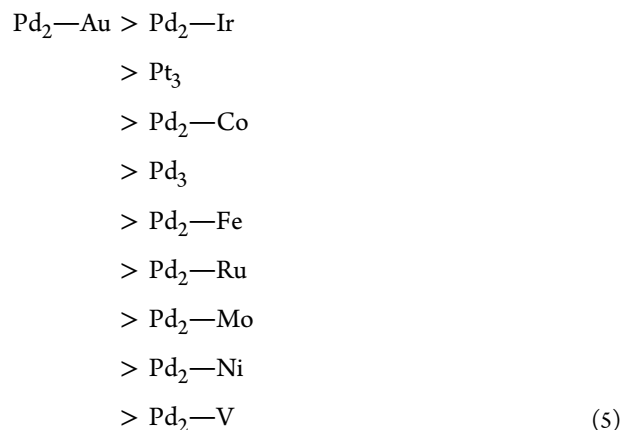 Pd₂—Au > Pd₂—Ir
> Pt₃
> Pd₂—Co
> Pd₃
> Pd₂—Fe
> Pd₂—Ru
> Pd₂—Mo
> Pd₂—Ni
> Pd₂—V (5)